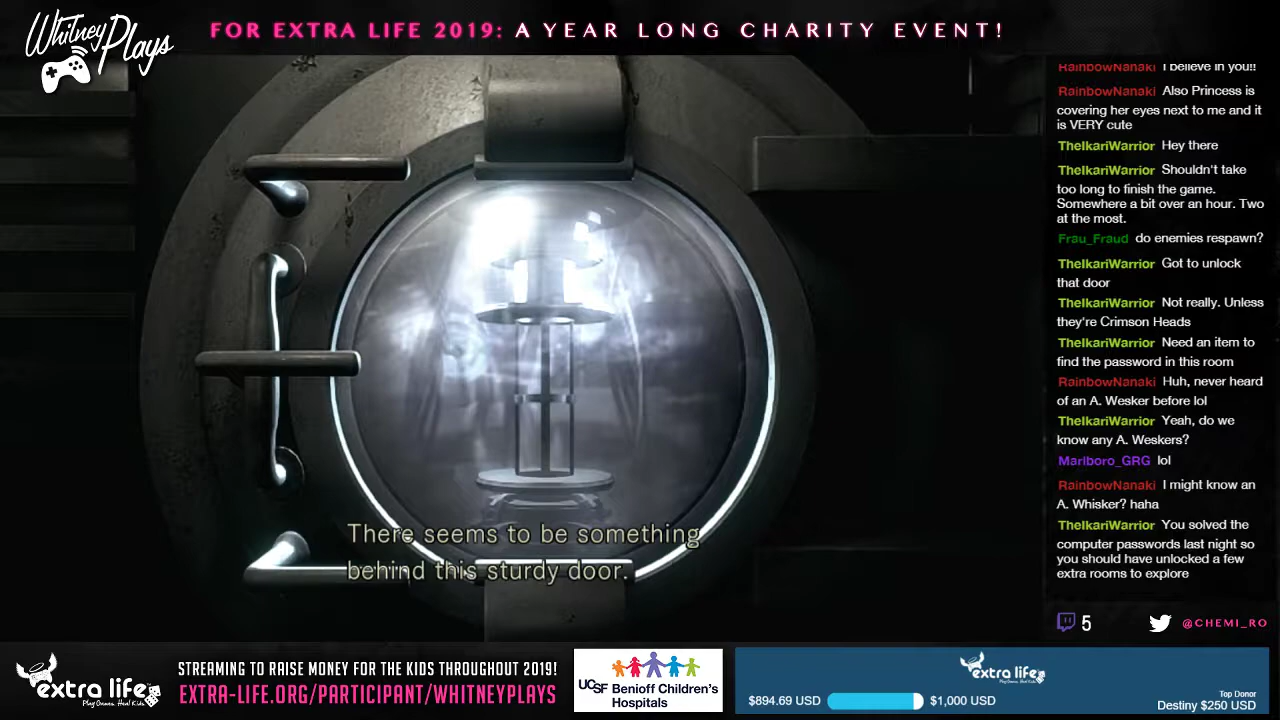 Whitney Plays
FOR EXTRA LIFE 2019: A YEAR LONG CHARITY EVENT!
RainbowNanaki I believe in you!!
RainbowNanaki Also Princess is
covering her eyes next to me and it
is VERY cute
TheIkariWarrior Hey there
TheIkariWarrior Shouldn't take
too long to finish the game.
Somewhere a bit over an hour. Two
at the most.
Frau_Fraud do enemies respawn?
TheIkariWarrior Got to unlock
that door
TheIkariWarrior Not really. Unless
they're Crimson Heads
TheIkariWarrior Need an item to
find the password in this room
RainbowNanaki Huh, never heard
of an A. Wesker before lol
TheIkariWarrior Yeah, do we
know any A. Weskers?
Marlboro_GRG lol
RainbowNanaki I might know an
A. Whisker? haha
TheIkariWarrior You solved the
computer passwords last night so
you should have unlocked a few
extra rooms to explore
There seems to be something
behind this sturdy door.
5
@CHEMI_RO
extra life
Play Games. Heal Kids.
STREAMING TO RAISE MONEY FOR THE KIDS THROUGHOUT 2019!
EXTRA-LIFE.ORG/PARTICIPANT/WHITNEYPLAYS
UCSF Benioff Children's
Hospitals
extra life
Play Games. Heal Kids.
$894.69 USD
$1,000 USD
Top Donor
Destiny $250 USD